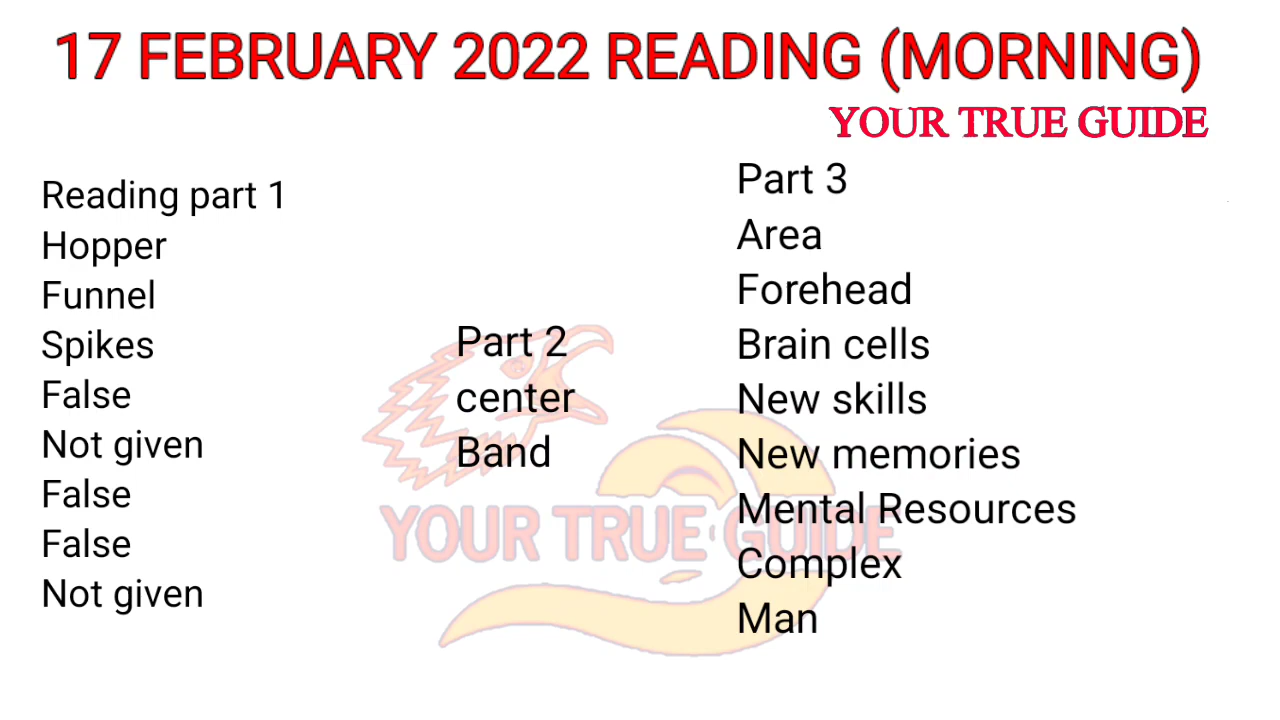 17 FEBRUARY 2022 READING (MORNING)
YOUR TRUE GUIDE
Reading part 1
Hopper
Funnel
Spikes
False
Not given
False
False
Not given
Part 2
center
Band
Part 3
Area
Forehead
Brain cells
New skills
New memories
Mental Resources
Complex
Man
YOUR TRUE GUIDE